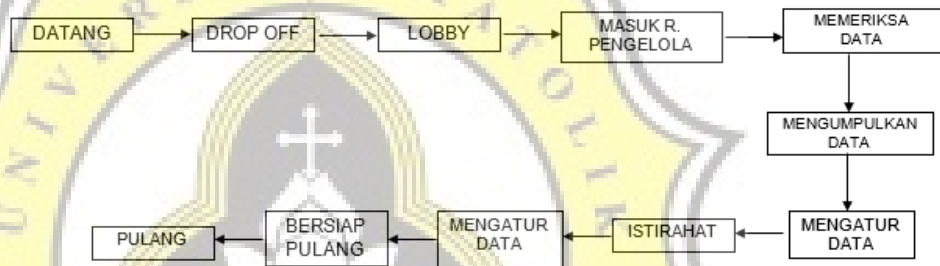 DATANG
DROP OFF
LOBBY
MASUK R.
PENGELOLA
MEMERIKSA
DATA
MENGUMPULKAN
DATA
MENGATUR
DATA
ISTIRAHAT
MENGATUR
DATA
BERSIAP
PULANG
PULANG